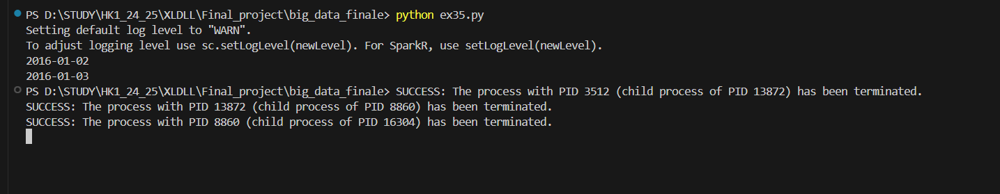 PS D:\STUDY\HK1_24_25\XLDLL\Final_project\big_data_finale> python ex35.py
Setting default log level to "WARN".
To adjust logging level use sc.setLogLevel(newLevel). For SparkR, use setLogLevel(newLevel).
2016-01-02
2016-01-03
PS D:\STUDY\HK1_24_25\XLDLL\Final_project\big_data_finale> SUCCESS: The process with PID 3512 (child process of PID 13872) has been terminated.
SUCCESS: The process with PID 13872 (child process of PID 8860) has been terminated.
SUCCESS: The process with PID 8860 (child process of PID 16304) has been terminated.